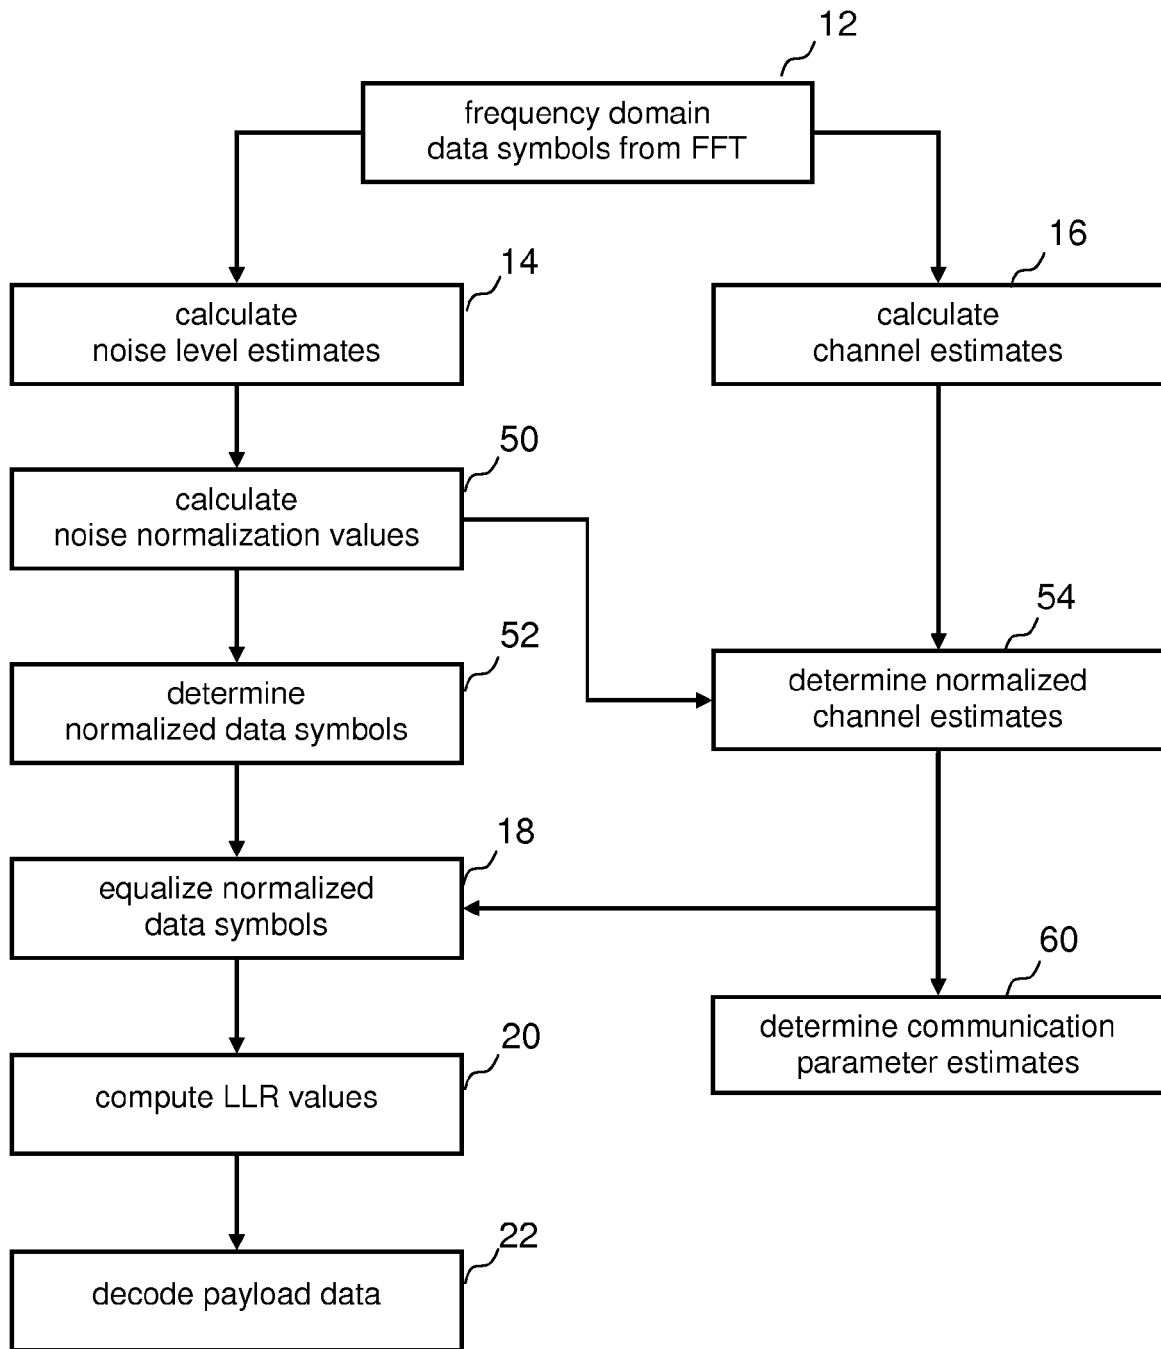 12
frequency domain
data symbols from FFT
14
calculate
noise level estimates
16
calculate
channel estimates
50
calculate
noise normalization values
52
determine
normalized data symbols
54
determine normalized
channel estimates
18
equalize normalized
data symbols
60
determine communication
parameter estimates
20
compute LLR values
22
decode payload data